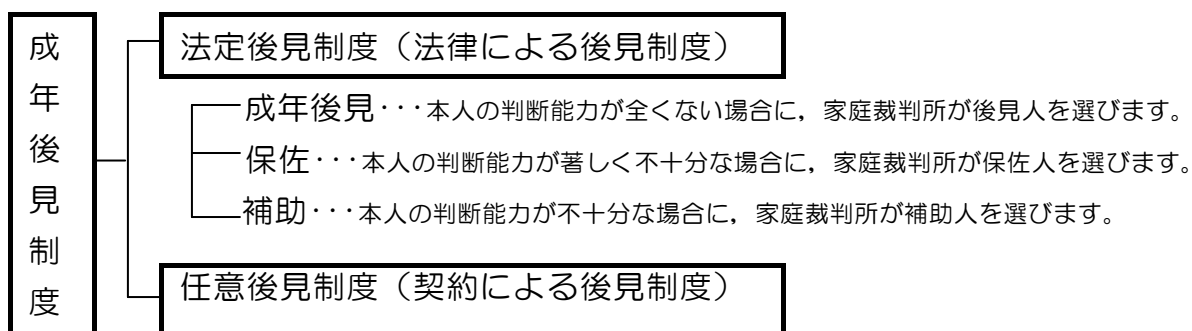 成年後見制度
法定後見制度（法律による後見制度）
成年後見・・・本人の判断能力が全くない場合に，家庭裁判所が後見人を選びます。
保佐・・・本人の判断能力が著しく不十分な場合に，家庭裁判所が保佐人を選びます。
補助・・・本人の判断能力が不十分な場合に，家庭裁判所が補助人を選びます。
任意後見制度（契約による後見制度）